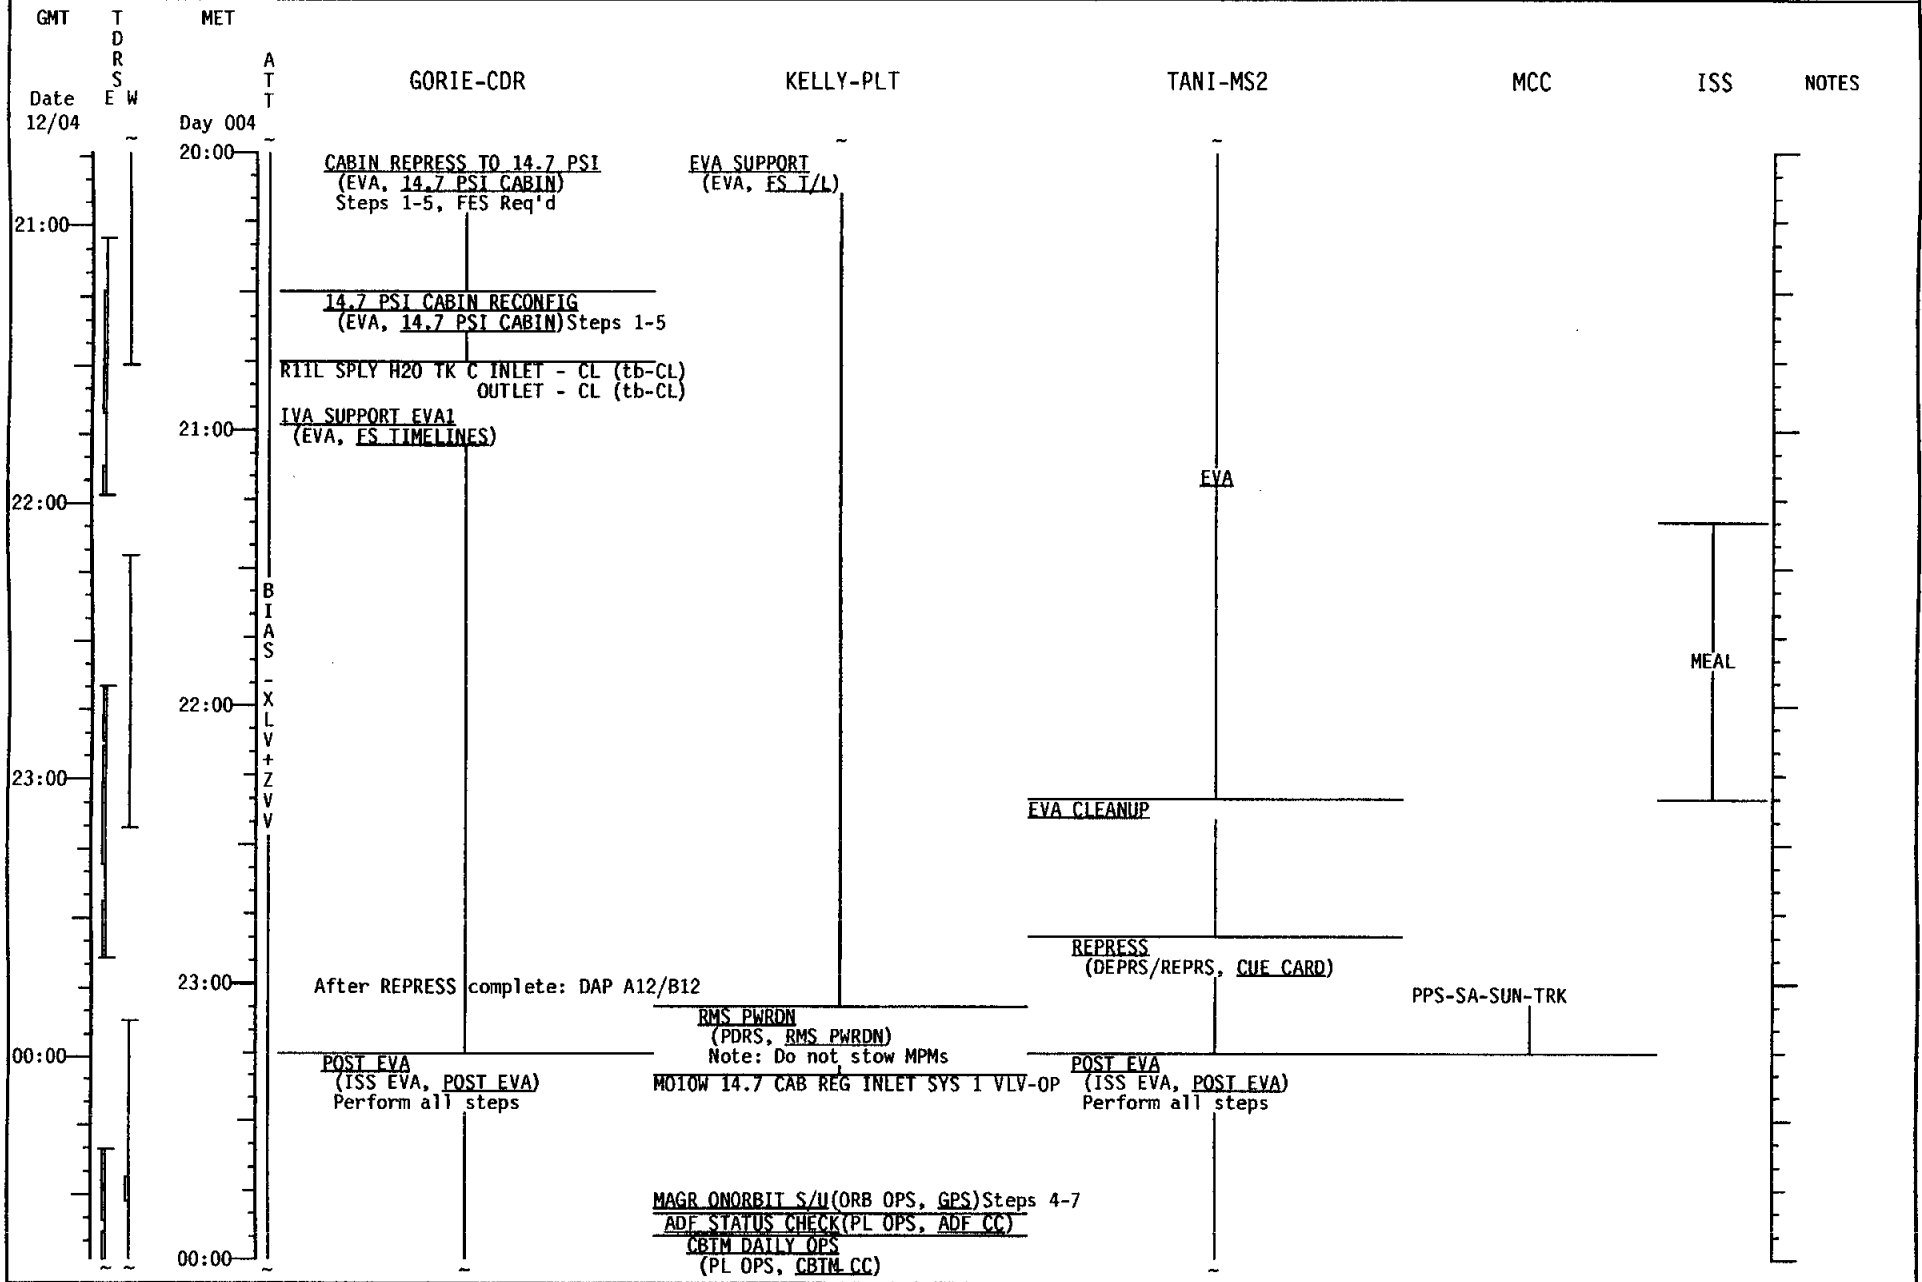 GMT
T
D
R
S
E W
MET
A
T
T
GORIE-CDR
KELLY-PLT
TANI-MS2
MCC
ISS
NOTES
Date
12/04
Day 004
20:00
CABIN REPRESS TO 14.7 PSI
(EVA, 14.7 PSI CABIN)
Steps 1-5, FES Req'd
EVA SUPPORT
(EVA, FS T/L)
21:00
14.7 PSI CABIN RECONFIG
(EVA, 14.7 PSI CABIN)Steps 1-5
R11L SPLY H2O TK C INLET - CL (tb-CL)
OUTLET - CL (tb-CL)
IVA SUPPORT EVA1
21:00
(EVA, FS TIMELINES)
EVA
22:00
B
I
A
S
-
X
L
V
+
Z
V
V
MEAL
22:00
23:00
EVA CLEANUP
REPRESS
(DEPRS/REPRS, CUE CARD)
23:00
After REPRESS complete: DAP A12/B12
PPS-SA-SUN-TRK
RMS PWRDN
(PDRS, RMS PWRDN)
Note: Do not stow MPMs
00:00
POST EVA
(ISS EVA, POST EVA)
Perform all steps
MO10W 14.7 CAB REG INLET SYS 1 VLV-OP
POST EVA
(ISS EVA, POST EVA)
Perform all steps
MAGR ONORBIT S/U(ORB OPS, GPS)Steps 4-7
ADF STATUS CHECK(PL OPS, ADF CC)
CBTM DAILY OPS
(PL OPS, CBTM CC)
00:00